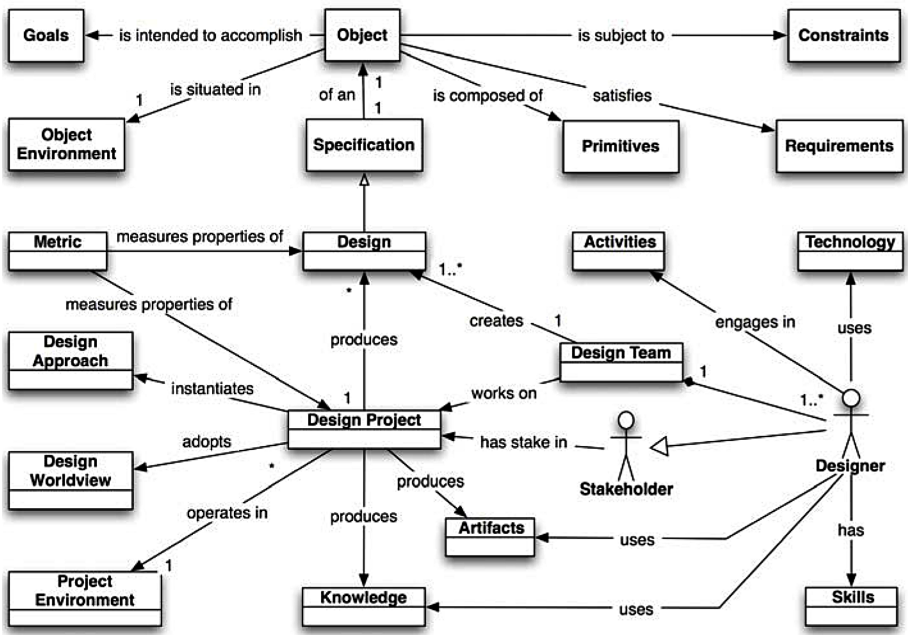 Goals
is intended to accomplish
Object
is subject to
Constraints
1
is situated in
of an
1
1
is composed of
satisfies
Object
Environment
Specification
Primitives
Requirements
Metric
measures properties of
Design
Activities
Technology
measures properties of
*
1..*
creates
1
engages in
uses
produces
Design
Approach
instantiates
1
Design Team
works on
1
1..*
Design Project
adopts
*
has stake in
Stakeholder
Designer
Design
Worldview
operates in
produces
produces
Artifacts
uses
has
1
Project
Environment
Knowledge
uses
Skills